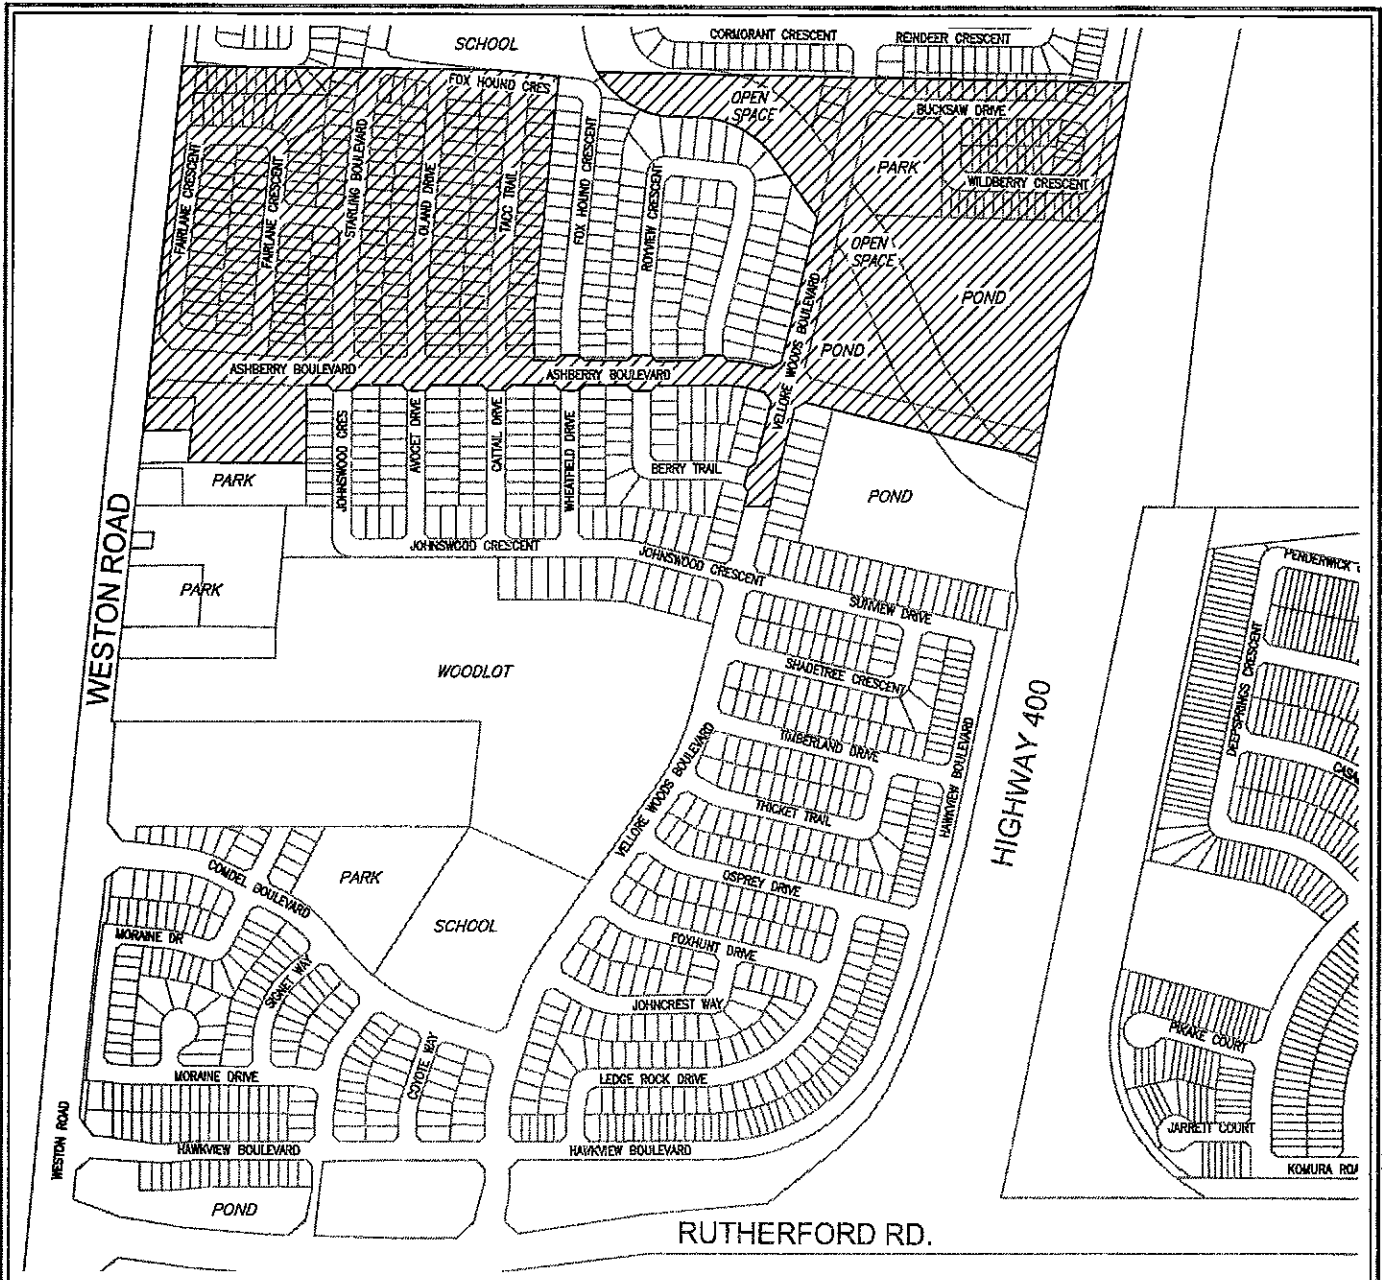 SCHOOL
CORMORANT CRESCENT
REINDEER CRESCENT
FOX HOUND CRES
OPEN
SPACE
BUCKSAW DRIVE
PARK
WILDBERRY CRESCENT
FAIRLANE CRESCENT
FAIRLANE CRESCENT
STARLING BOULEVARD
OLAND DRIVE
TACC TRAIL
FOX HOUND CRESCENT
ROYVIEW CRESCENT
OPEN
SPACE
POND
VELLORE WOODS BOULEVARD
POND
ASHBERRY BOULEVARD
ASHBERRY BOULEVARD
JOHNSWOOD CRES
AVOCET DRIVE
CATTAIL DRIVE
WHEATFIELD DRIVE
BERRY TRAIL
PARK
POND
JOHNSWOOD CRESCENT
JOHNSWOOD CRESCENT
PENDERWICK
WESTON ROAD
PARK
SUNVIEW DRIVE
WOODLOT
SHADETREE CRESCENT
DEEPSPRINGS CRESCENT
HIGHWAY 400
TIMBERLAND DRIVE
HAWKVIEW BOULEVARD
VELLORE WOODS BOULEVARD
CASA
THICKET TRAIL
COMDEL BOULEVARD
PARK
OSPREY DRIVE
SCHOOL
MORAINE DR
FOXHUNT DRIVE
SIGNET WAY
JOHNCREST WAY
PIXAKE COURT
COYOTE WAY
MORAINE DRIVE
LEDGE ROCK DRIVE
WESTON ROAD
JARRETT COURT
HAWKVIEW BOULEVARD
HAWKVIEW BOULEVARD
KOMURA ROA
POND
RUTHERFORD RD.